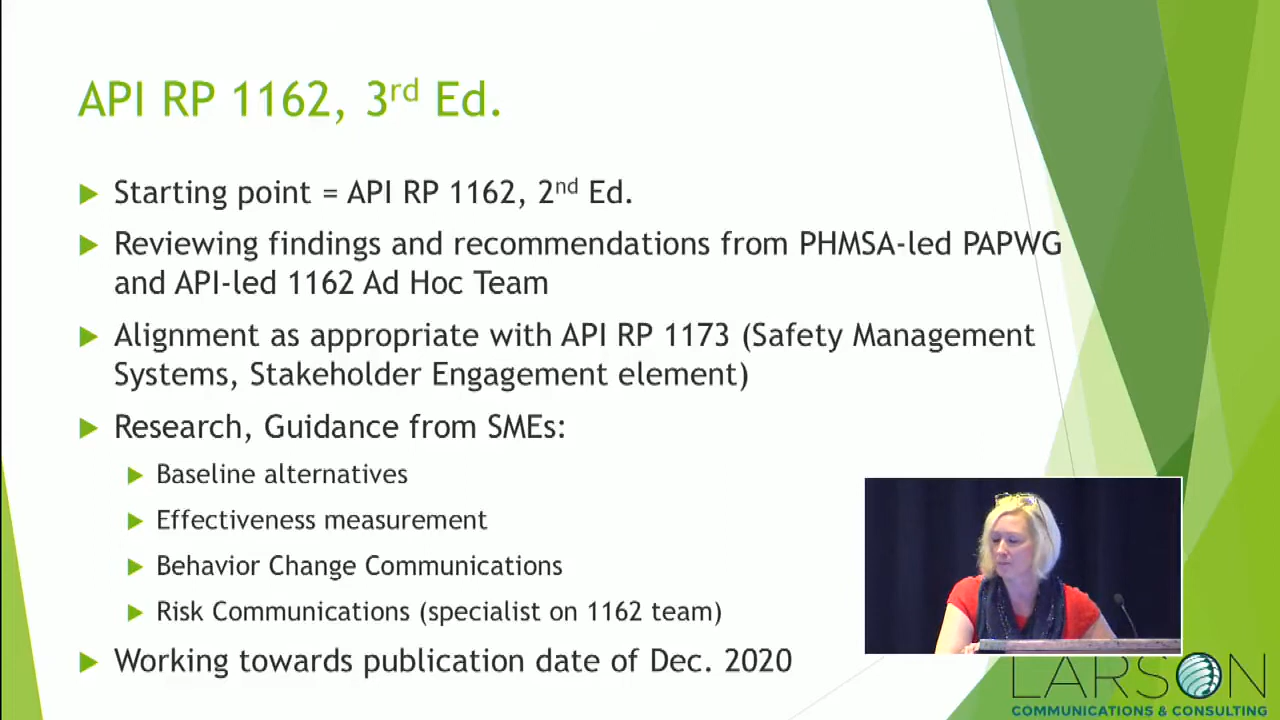 API RP 1162, 3rd Ed.
Starting point = API RP 1162, 2nd Ed.
Reviewing findings and recommendations from PHMSA-led PAPWG
and API-led 1162 Ad Hoc Team
Alignment as appropriate with API RP 1173 (Safety Management
Systems, Stakeholder Engagement element)
Research, Guidance from SMEs:
Baseline alternatives
Effectiveness measurement
Behavior Change Communications
Risk Communications (specialist on 1162 team)
Working towards publication date of Dec. 2020
LARSON
COMMUNICATIONS & CONSULTING